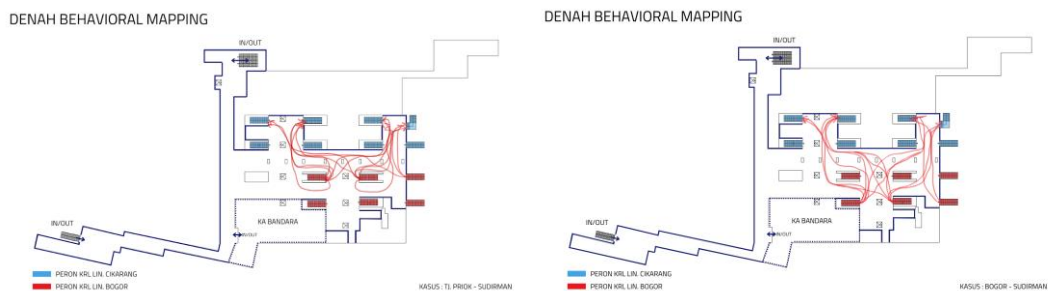 DENAH BEHAVIORAL MAPPING
IN/OUT
KA BANDARA
IN/OUT
IN/OUT
PERON KRL LIN. CIKARANG
PERON KRL LIN. BOGOR
KASUS : TJ. PRIOK - SUDIRMAN
DENAH BEHAVIORAL MAPPING
IN/OUT
KA BANDARA
IN/OUT
IN/OUT
PERON KRL LIN. CIKARANG
PERON KRL LIN. BOGOR
KASUS : BOGOR - SUDIRMAN